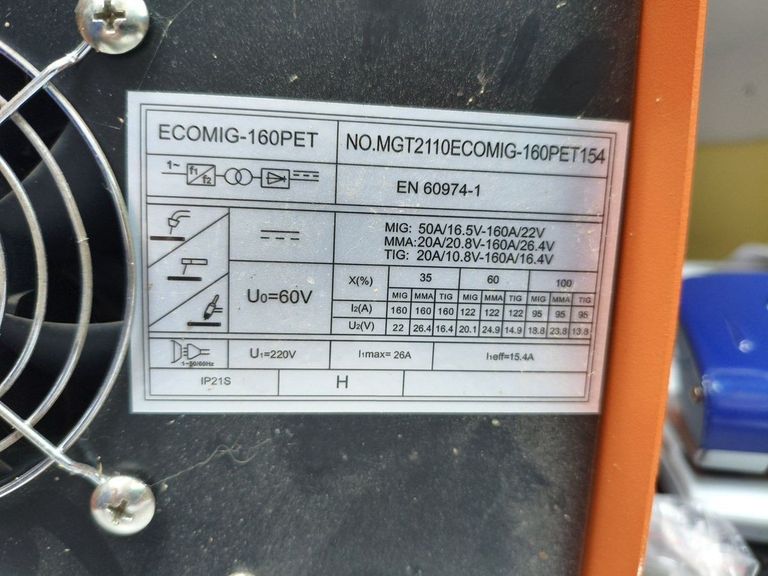 ECOMIG-160PET
NO.MGT2110ECOMIG-160PET154
1~ f1 f2
EN 60974-1
MIG: 50A/16.5V-160A/22V
MMA:20A/20.8V-160A/26.4V
TIG: 20A/10.8V-160A/16.4V
U0=60V
X(%) 35 60 100
MIG MMA TIG MIG MMA TIG MIG MMA TIG
I2(A) 160 160 160 122 122 122 95 95 95
U2(V) 22 26.4 16.4 20.1 24.9 14.9 18.8 23.8 13.8
1~50/60Hz
U1=220V
I1max= 26A
I1eff=15.4A
IP21S
H